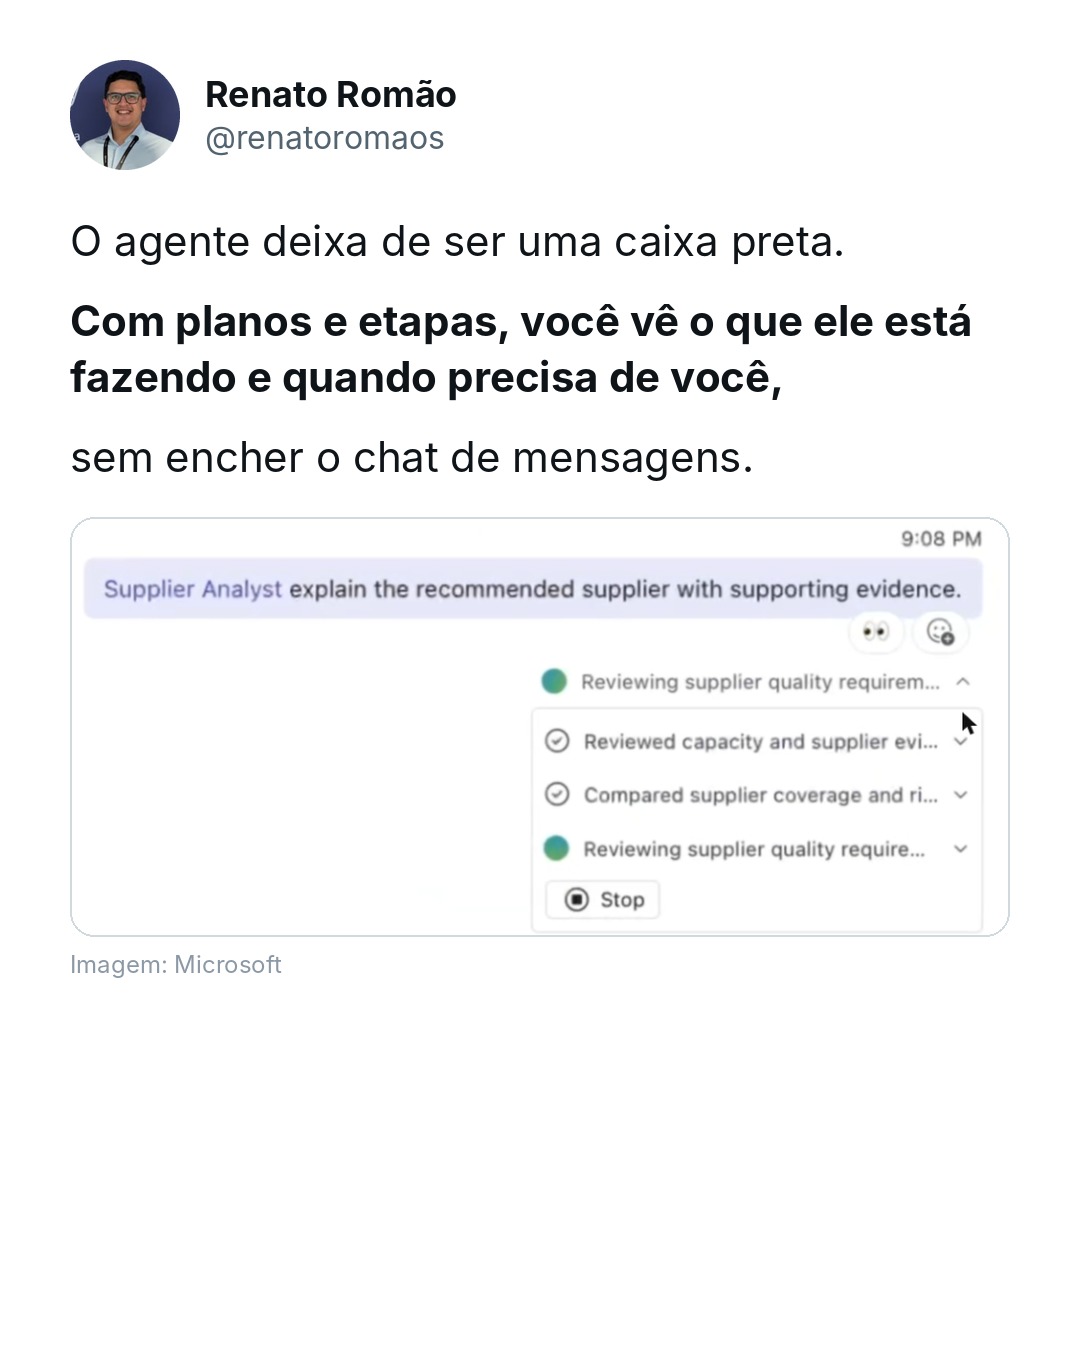 Renato Romão
@renatoromaos
O agente deixa de ser uma caixa preta.
Com planos e etapas, você vê o que ele está
fazendo e quando precisa de você,
sem encher o chat de mensagens.
9:08 PM
Supplier Analyst explain the recommended supplier with supporting evidence.
Reviewing supplier quality requirem...
Reviewed capacity and supplier evi...
Compared supplier coverage and ri...
Reviewing supplier quality require...
Stop
Imagem: Microsoft